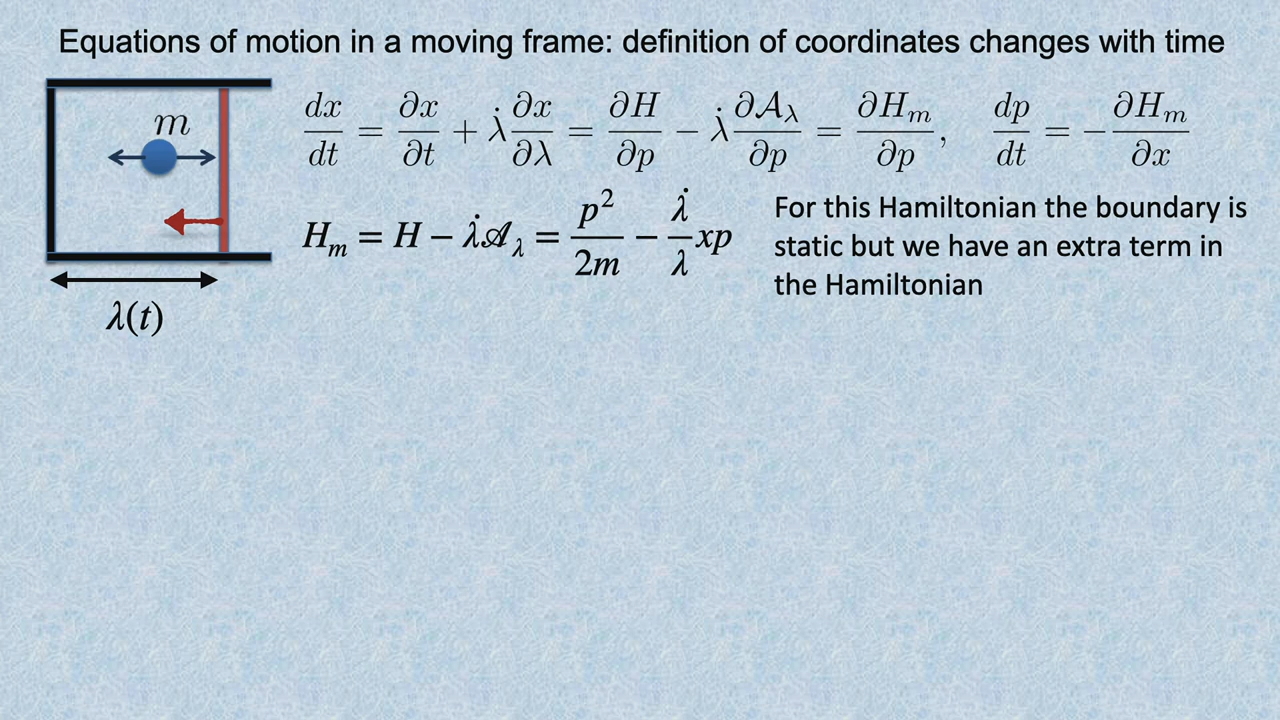 Equations of motion in a moving frame: definition of coordinates changes with time
m
λ(t)
dx/dt = ∂x/∂t + λ̇ ∂x/∂λ = ∂H/∂p − λ̇ ∂𝒜_λ/∂p = ∂H_m/∂p, dp/dt = −∂H_m/∂x
H_m = H − λ̇𝒜_λ = p²/2m − λ̇/λ xp
For this Hamiltonian the boundary is
static but we have an extra term in
the Hamiltonian